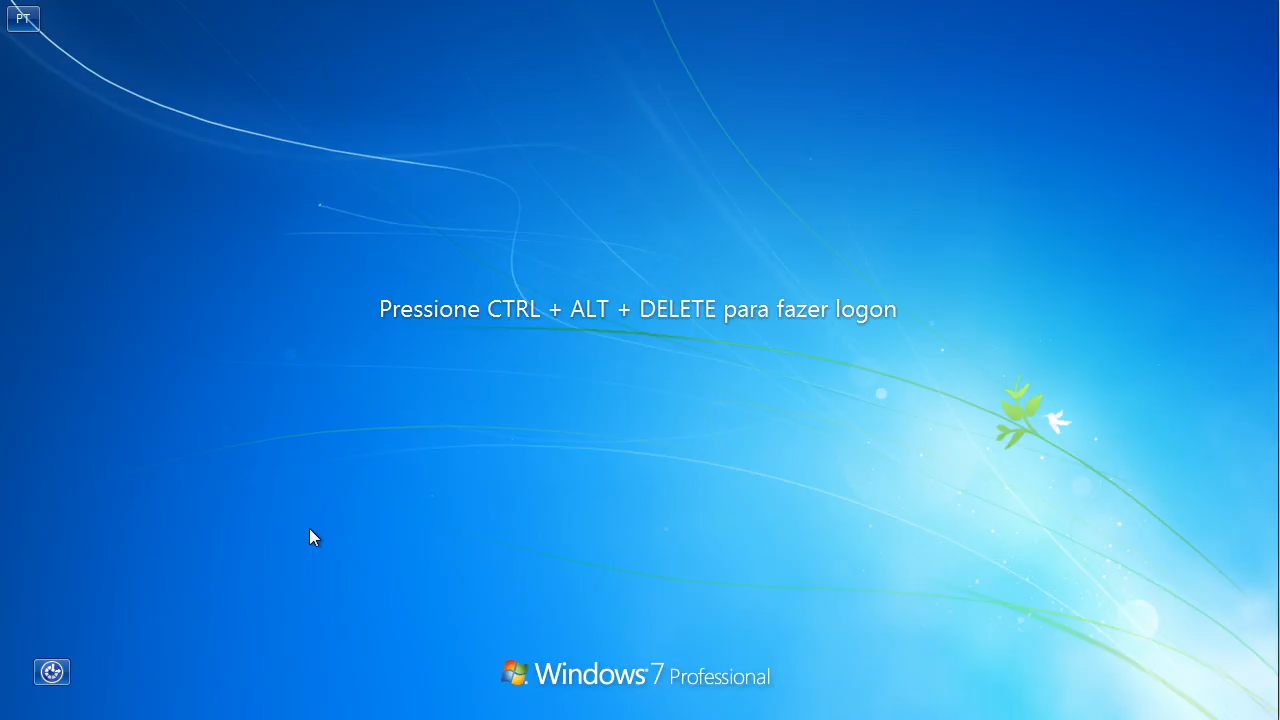 PT
Pressione CTRL + ALT + DELETE para fazer logon
Windows 7 Professional